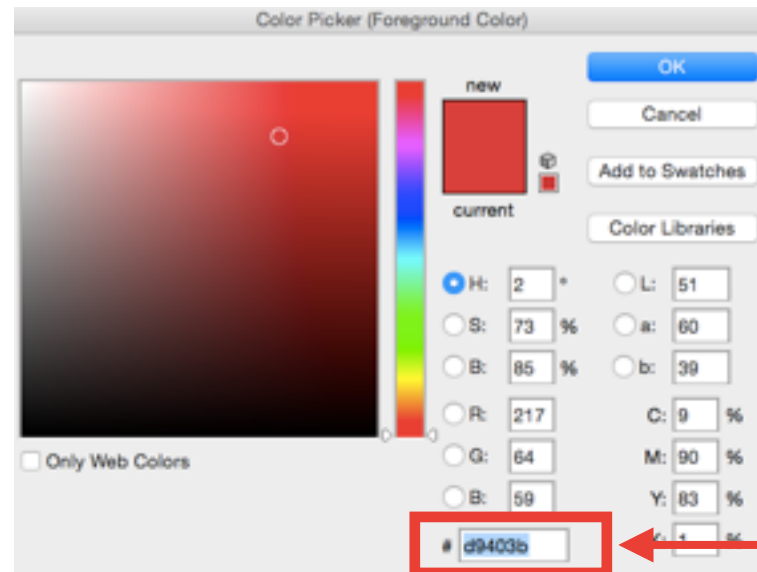 Color Picker (Foreground Color)
new
current
OK
Cancel
Add to Swatches
Color Libraries
H: 2 °
L: 51
S: 73 %
a: 60
B: 85 %
b: 39
R: 217
C: 9 %
G: 64
M: 90 %
B: 59
Y: 83 %
# d9403b
1 %
Only Web Colors